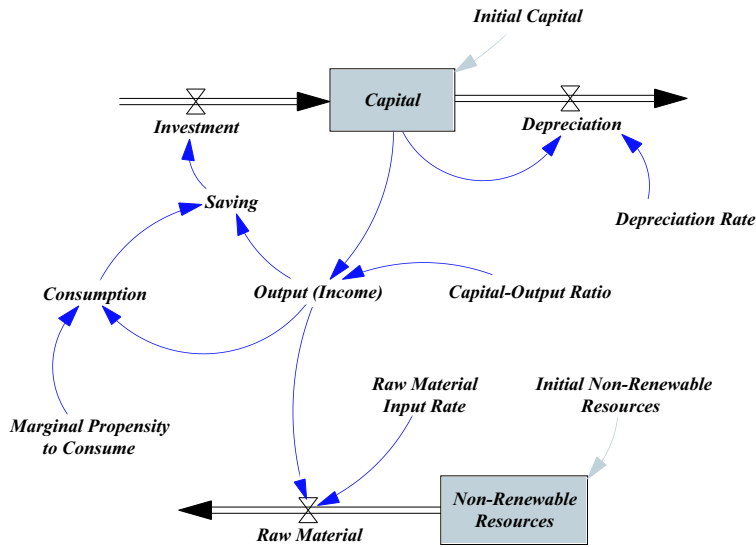 Initial Capital
Capital
Investment
Depreciation
Saving
Depreciation Rate
Consumption
Output (Income)
Capital-Output Ratio
Raw Material
Input Rate
Initial Non-Renewable
Resources
Marginal Propensity
to Consume
Non-Renewable
Resources
Raw Material